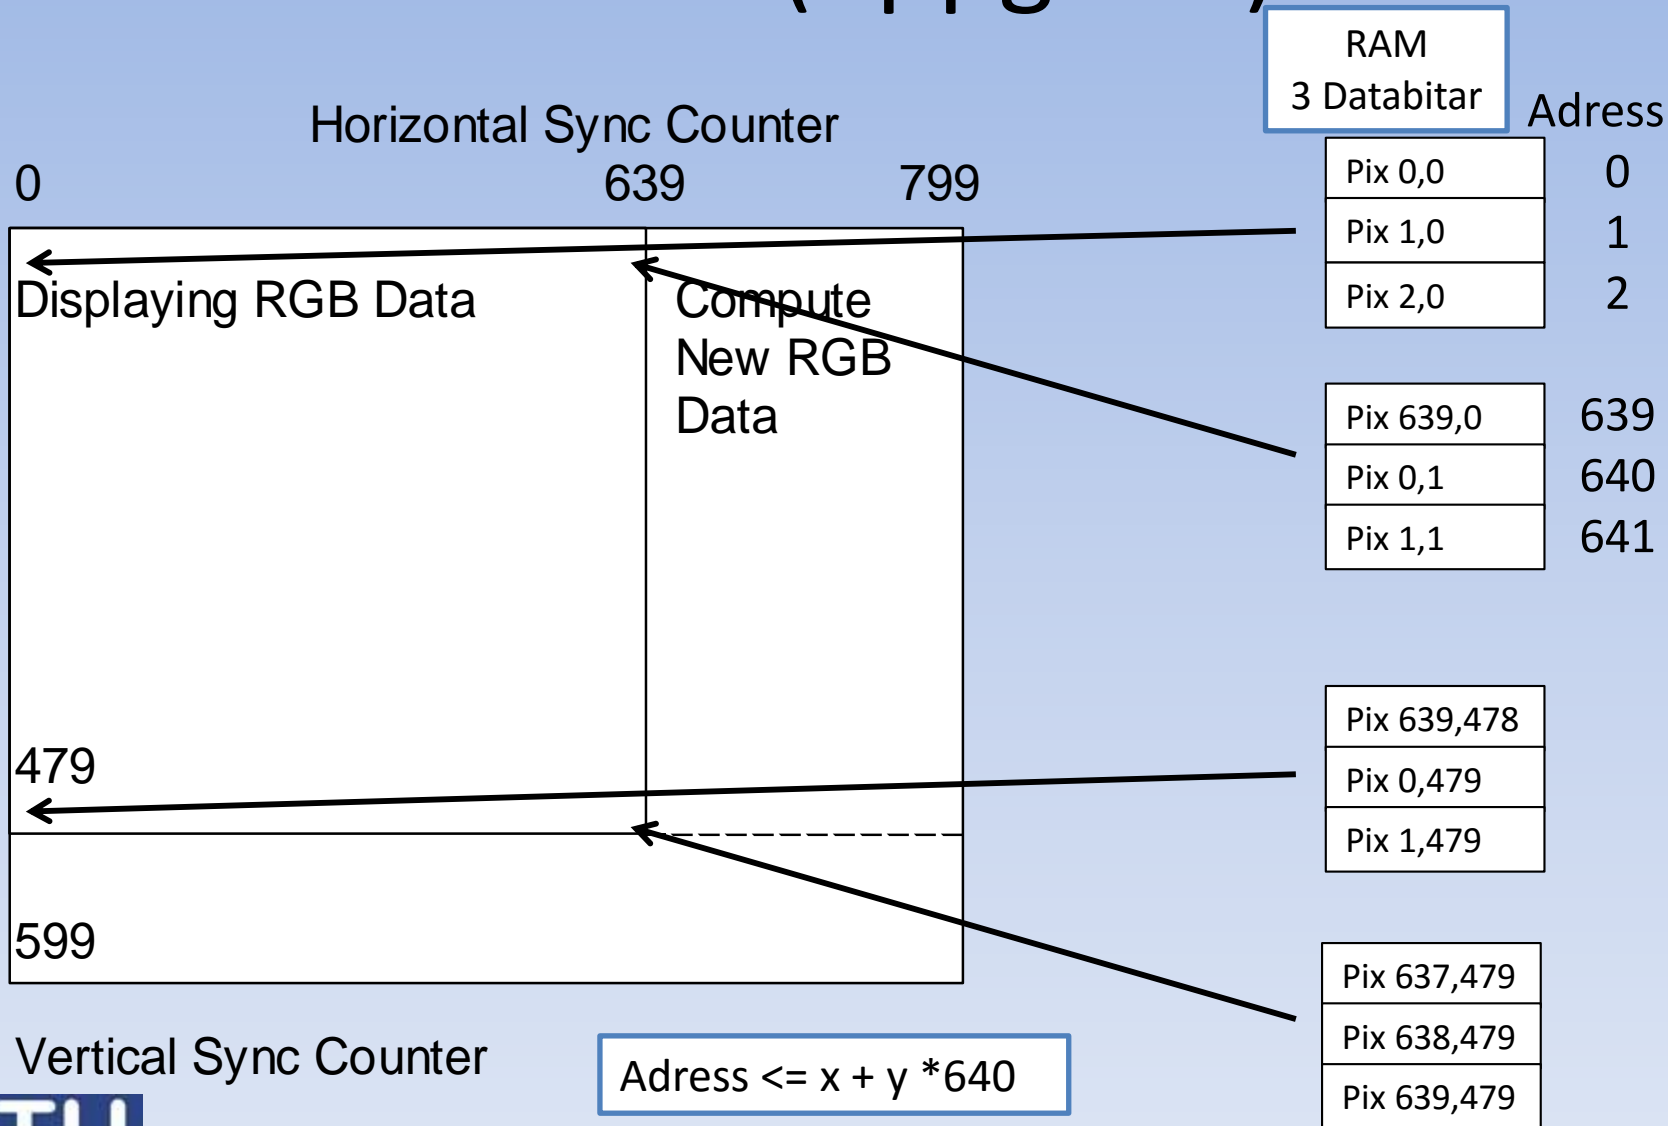 RAM
3 Databitar
Adress
Horizontal Sync Counter
0
639
799
Pix 0,0
0
Pix 1,0
1
Pix 2,0
2
Displaying RGB Data
Compute
New RGB
Data
Pix 639,0
639
Pix 0,1
640
Pix 1,1
641
479
Pix 639,478
Pix 0,479
Pix 1,479
599
Pix 637,479
Pix 638,479
Pix 639,479
Vertical Sync Counter
Adress <= x + y *640